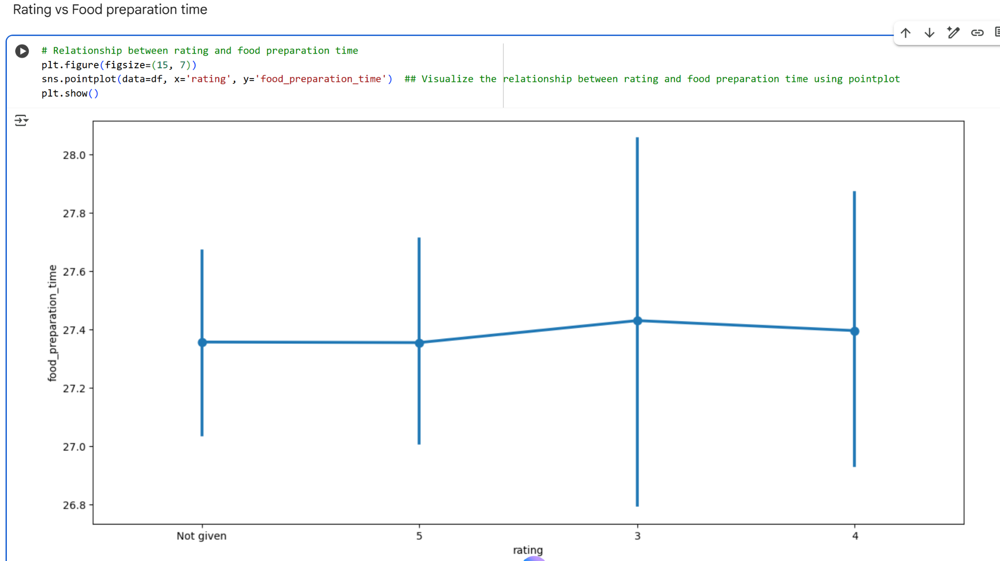 Rating vs Food preparation time
# Relationship between rating and food preparation time
plt.figure(figsize=(15, 7))
sns.pointplot(data=df, x='rating', y='food_preparation_time')  ## Visualize the relationship between rating and food preparation time using pointplot
plt.show()
28.0
27.8
27.6
27.4
27.2
27.0
26.8
food_preparation_time
Not given 5 3 4
rating